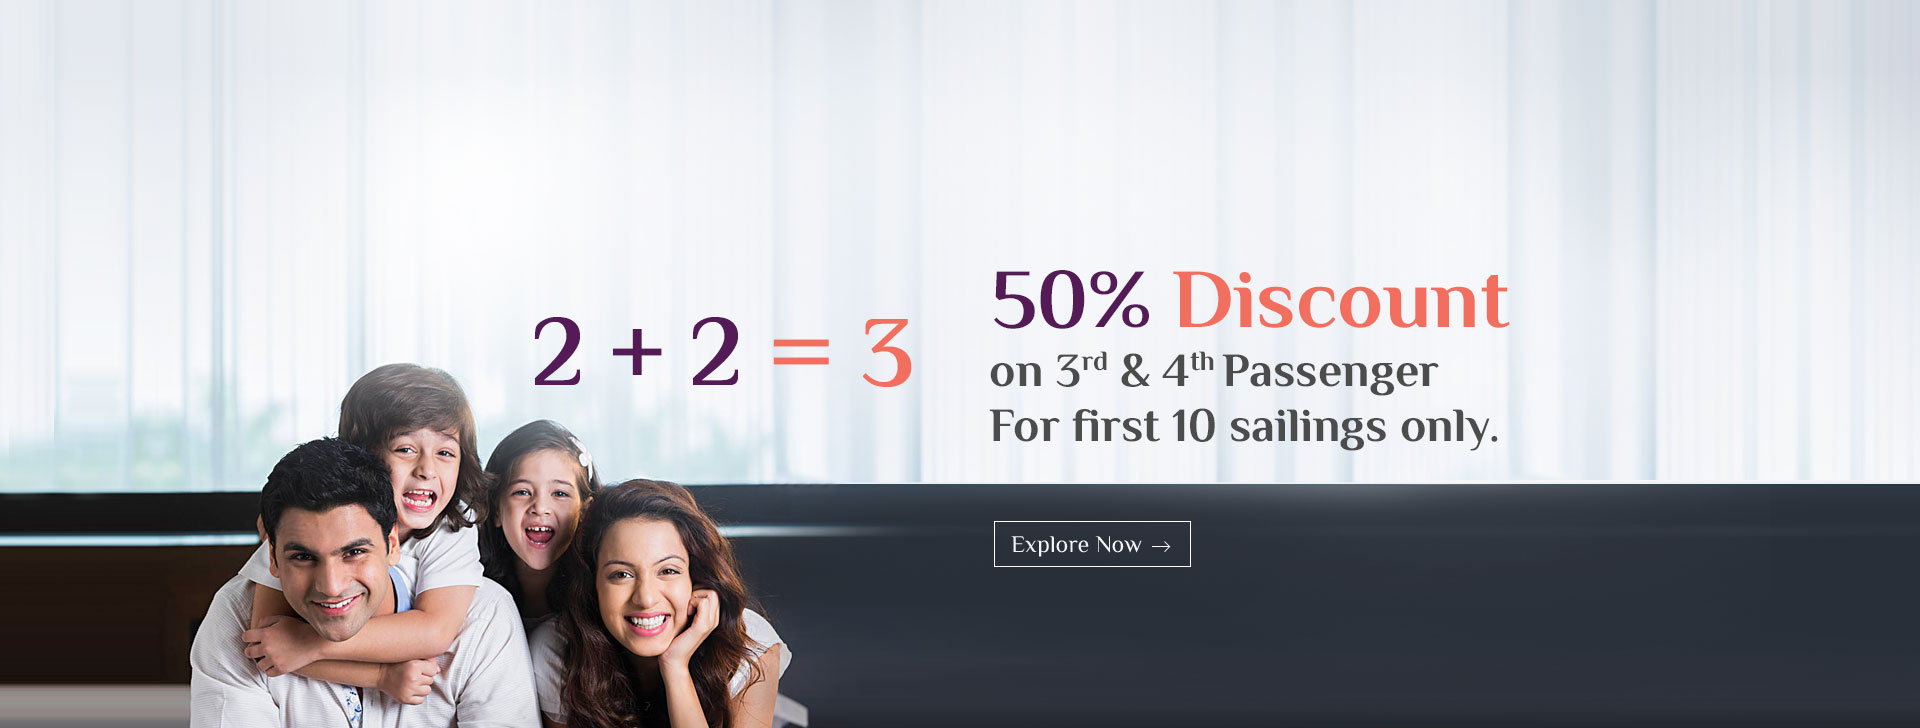 2 + 2 = 3
50% Discount
on 3rd & 4th Passenger
For first 10 sailings only.
Explore Now →